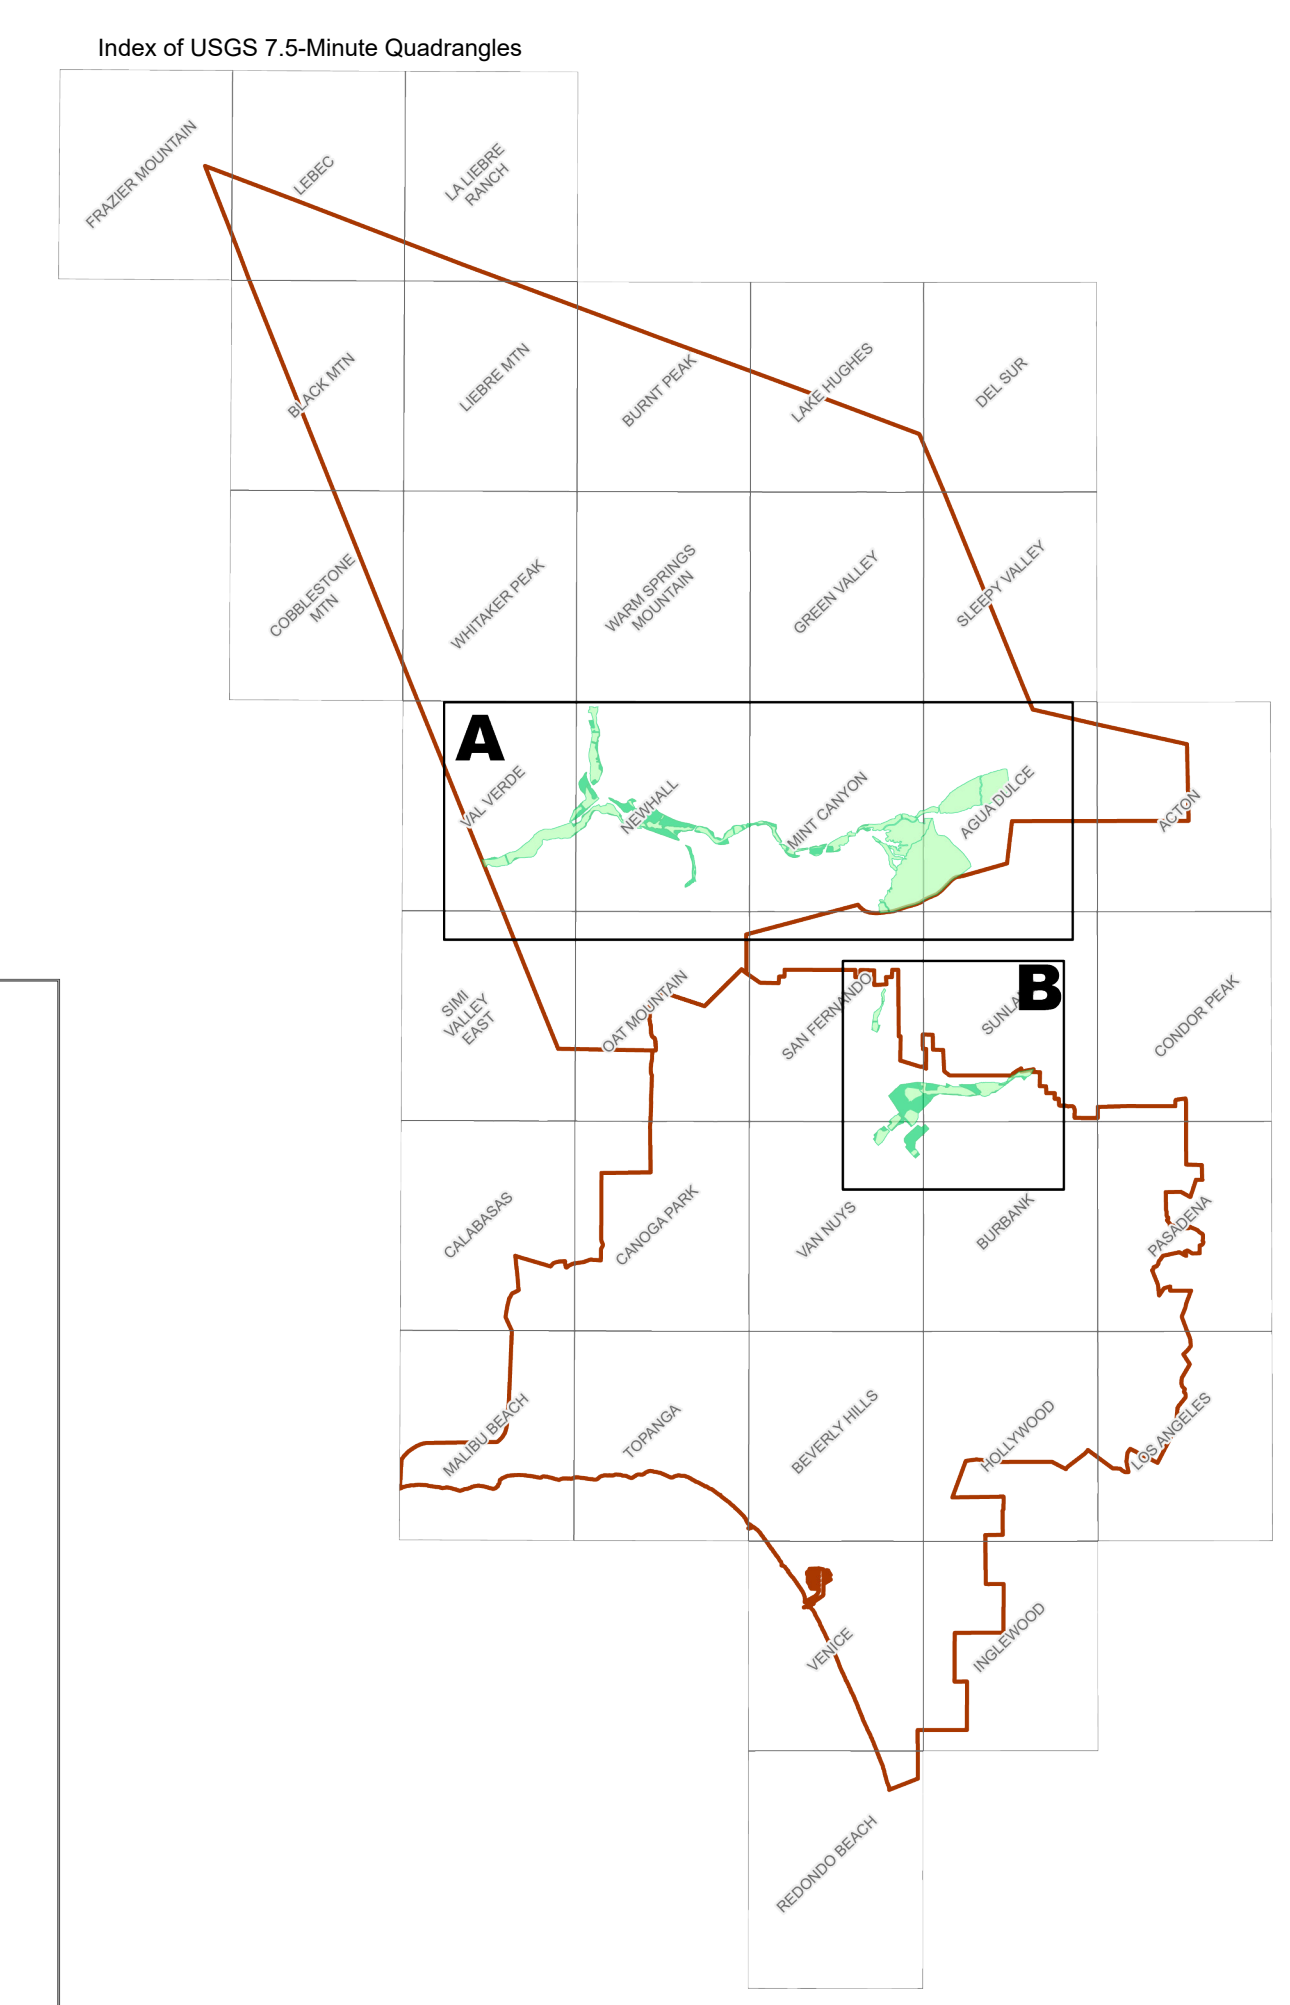 Index of USGS 7.5-Minute Quadrangles
FRAZIER MOUNTAIN
LEBEC
LA LIEBRE
RANCH
BLACK MTN
LIEBRE MTN
BURNT PEAK
LAKE HUGHES
DEL SUR
COBBLESTONE
MTN
WHITAKER PEAK
WARM SPRINGS
MOUNTAIN
GREEN VALLEY
SLEEPY VALLEY
A
VAL VERDE
NEWHALL
MINT CANYON
AGUA DULCE
ACTON
SIMI
VALLEY
EAST
OAT MOUNTAIN
SAN FERNANDO
B
CONDOR PEAK
CALABASAS
CANOGA PARK
VAN NUYS
BURBANK
PASADENA
MALIBU BEACH
TOPANGA
BEVERLY HILLS
HOLLYWOOD
LOS ANGELES
VENICE
INGLEWOOD
REDONDO BEACH